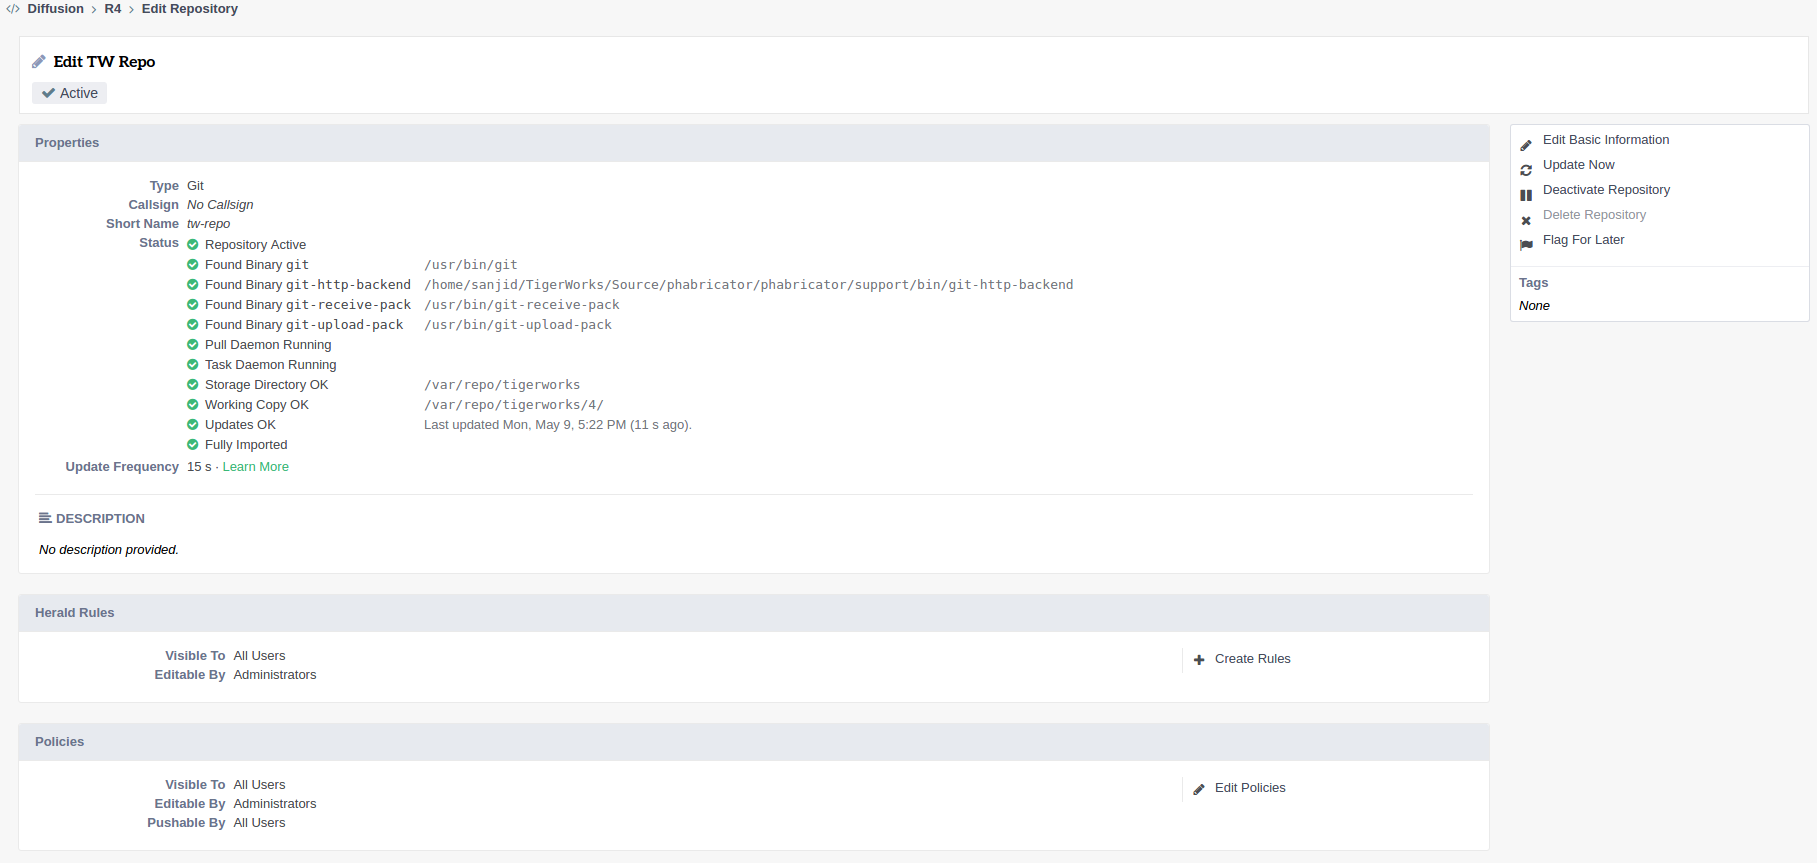 Diffusion > R4 > Edit Repository
Edit TW Repo
Active
Properties
Type Git
Callsign No Callsign
Short Name tw-repo
Status Repository Active
Found Binary git /usr/bin/git
Found Binary git-http-backend /home/sanjid/TigerWorks/Source/phabricator/phabricator/support/bin/git-http-backend
Found Binary git-receive-pack /usr/bin/git-receive-pack
Found Binary git-upload-pack /usr/bin/git-upload-pack
Pull Daemon Running
Task Daemon Running
Storage Directory OK /var/repo/tigerworks
Working Copy OK /var/repo/tigerworks/4/
Updates OK Last updated Mon, May 9, 5:22 PM (11 s ago).
Fully Imported
Update Frequency 15 s · Learn More
DESCRIPTION
No description provided.
Herald Rules
Visible To All Users
Editable By Administrators
Create Rules
Policies
Visible To All Users
Editable By Administrators
Pushable By All Users
Edit Policies
Edit Basic Information
Update Now
Deactivate Repository
Delete Repository
Flag For Later
Tags
None